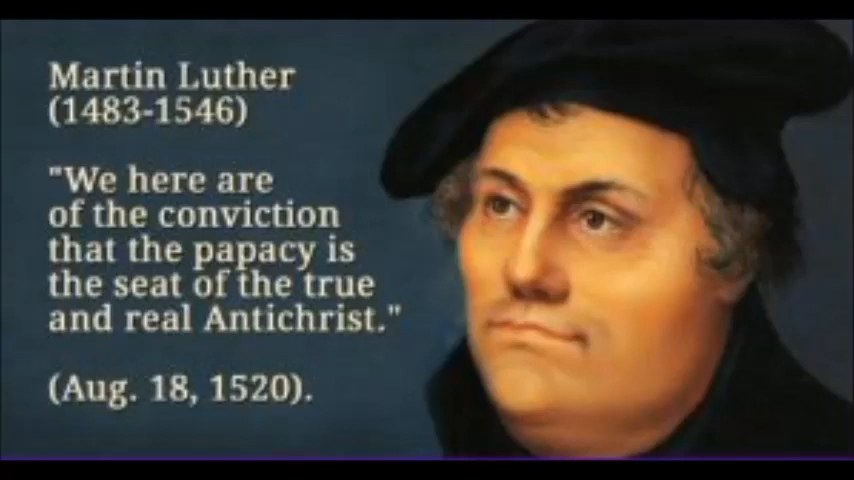 Martin Luther
(1483-1546)
"We here are
of the conviction
that the papacy is
the seat of the true
and real Antichrist."
(Aug. 18, 1520).